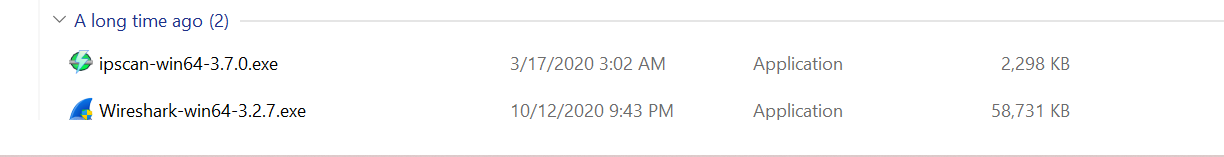 A long time ago (2)
ipscan-win64-3.7.0.exe 3/17/2020 3:02 AM Application 2,298 KB
Wireshark-win64-3.2.7.exe 10/12/2020 9:43 PM Application 58,731 KB